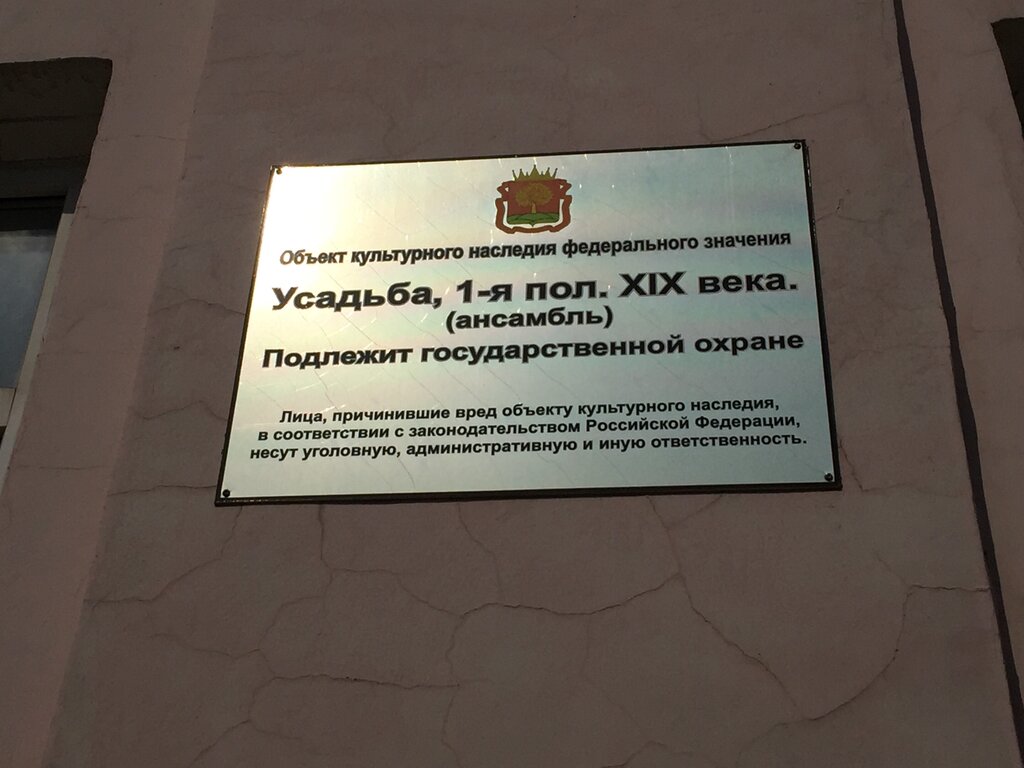 Объект культурного наследия федерального значения
Усадьба, 1-я пол. XIX века.
(ансамбль)
Подлежит государственной охране
Лица, причинившие вред объекту культурного наследия,
в соответствии с законодательством Российской Федерации,
несут уголовную, административную и иную ответственность.